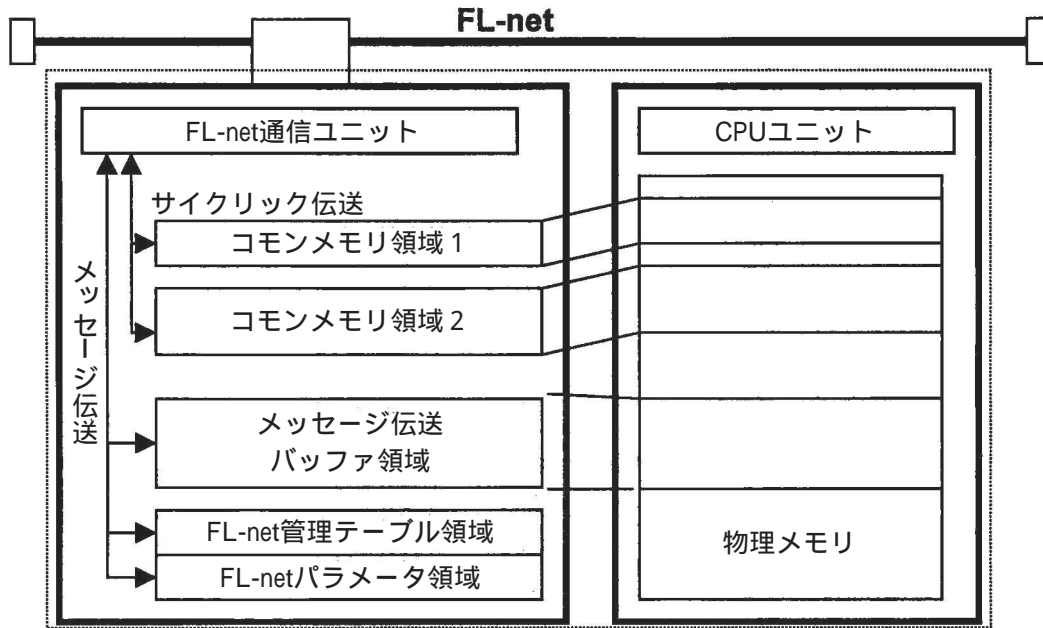 FL-net
FL-net通信ユニット
CPUユニット
サイクリック伝送
コモンメモリ領域1
コモンメモリ領域2
メッセージ伝送
メッセージ伝送
バッファ領域
FL-net管理テーブル領域
FL-netパラメータ領域
物理メモリ